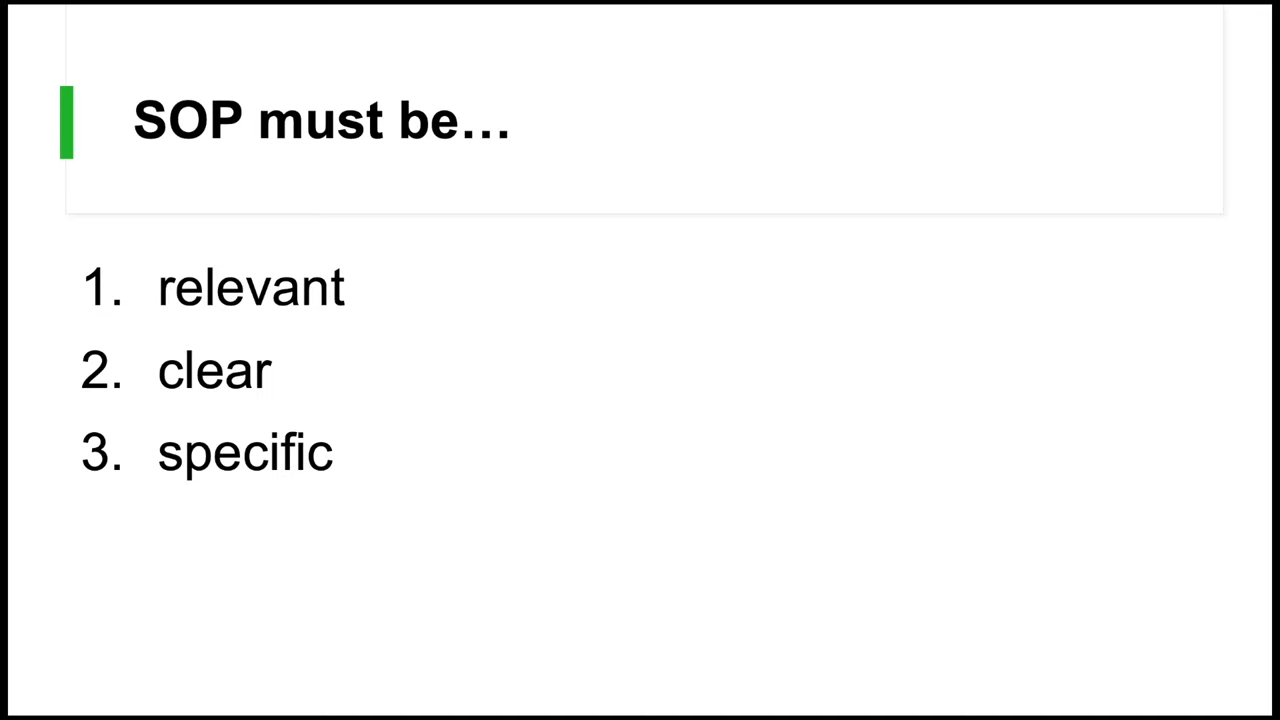 SOP must be…
1. relevant
2. clear
3. specific